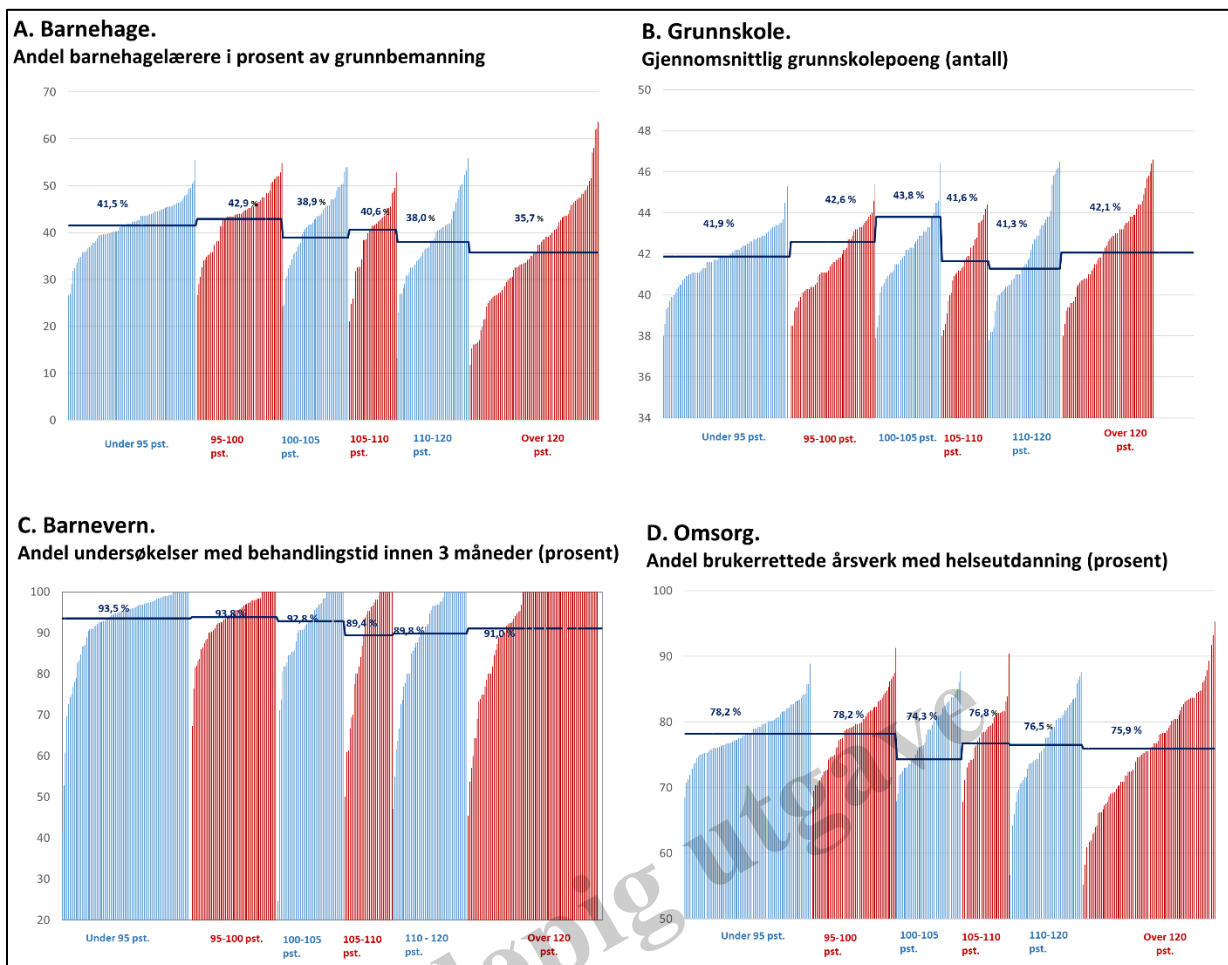 A. Barnehage.
Andel barnehagelærere i prosent av grunnbemanning
70
60
50
40
30
20
10
0
41,5 %
42,9 %
38,9 %
40,6 %
38,0 %
35,7 %
Under 95 pst.
95-100
pst.
100-105
pst.
105-110
pst.
110-120
pst.
Over 120
pst.
B. Grunnskole.
Gjennomsnittlig grunnskolepoeng (antall)
50
48
46
44
42
40
38
36
34
41,9 %
42,6 %
43,8 %
41,6 %
41,3 %
42,1 %
Under 95 pst.
95-100 pst.
100-105 pst.
105-110
pst.
110-120
pst.
Over 120
pst.
C. Barnevern.
Andel undersøkelser med behandlingstid innen 3 måneder (prosent)
100
90
80
70
60
50
40
30
20
93,5 %
93,8 %
92,8 %
89,4 %
89,8 %
91,0 %
Under 95 pst.
95-100 pst.
100-105
pst.
105-110
pst.
110 - 120
pst.
Over 120
pst.
D. Omsorg.
Andel brukerrettede årsverk med helseutdanning (prosent)
100
90
80
70
60
50
78,2 %
78,2 %
74,3 %
76,8 %
76,5 %
75,9 %
Under 95 pst.
95-100
pst.
100-105
pst.
105-110
pst.
110-120
pst.
Over 120
pst.
utgave